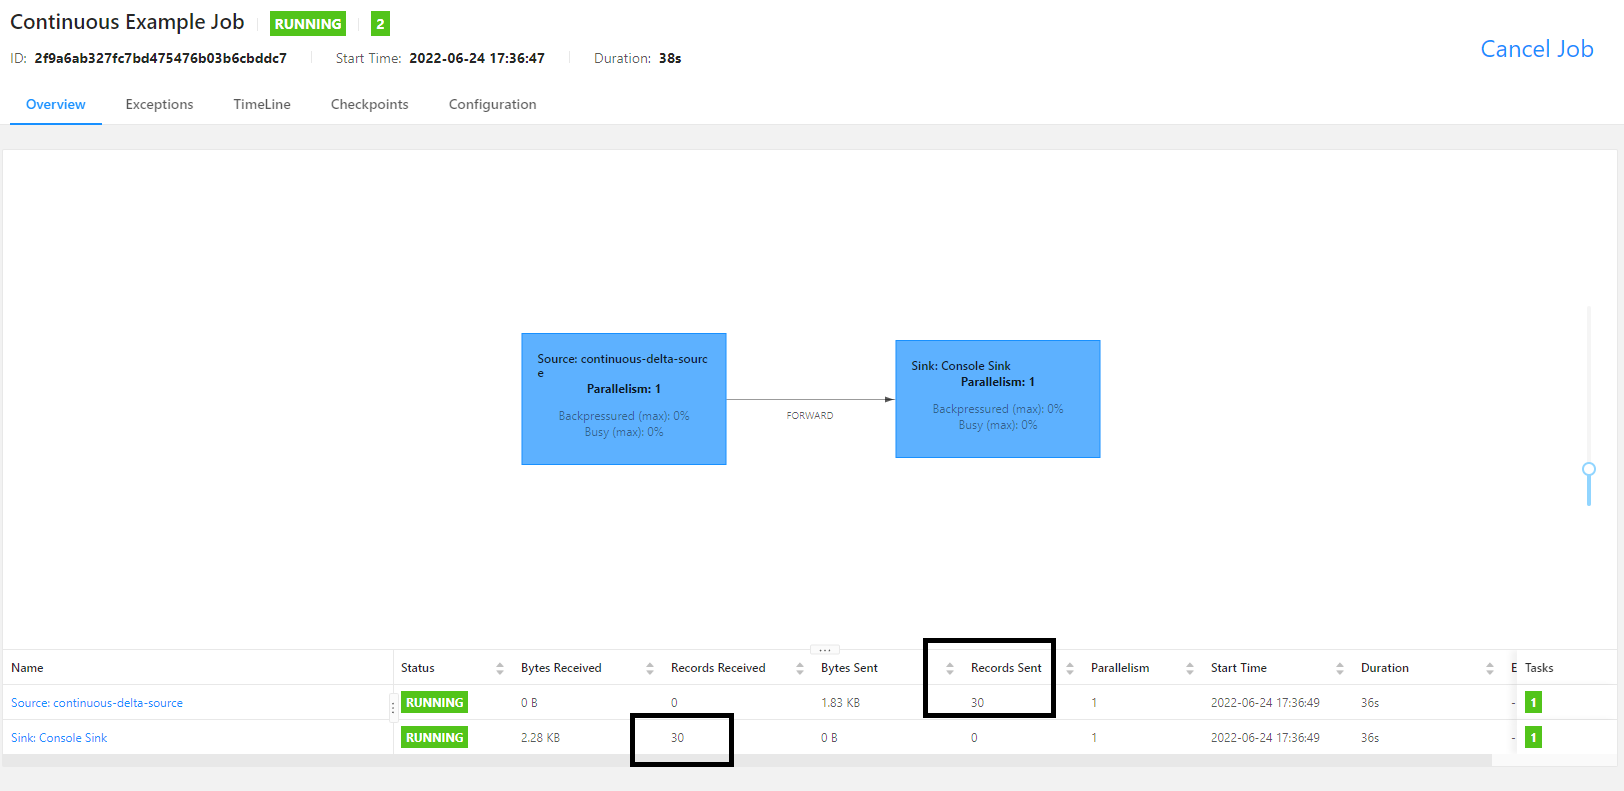 Continuous Example Job RUNNING 2
ID: 2f9a6ab327fc7bd475476b03b6cbddc7 Start Time: 2022-06-24 17:36:47 Duration: 38s
Cancel Job
Overview Exceptions TimeLine Checkpoints Configuration
Source: continuous-delta-sourc
e
Parallelism: 1
Backpressured (max): 0%
Busy (max): 0%
FORWARD
Sink: Console Sink
Parallelism: 1
Backpressured (max): 0%
Busy (max): 0%
Name Status Bytes Received Records Received Bytes Sent Records Sent Parallelism Start Time Duration E Tasks
Source: continuous-delta-source RUNNING 0 B 0 1.83 KB 30 1 2022-06-24 17:36:49 36s - 1
Sink: Console Sink RUNNING 2.28 KB 30 0 B 0 1 2022-06-24 17:36:49 36s - 1